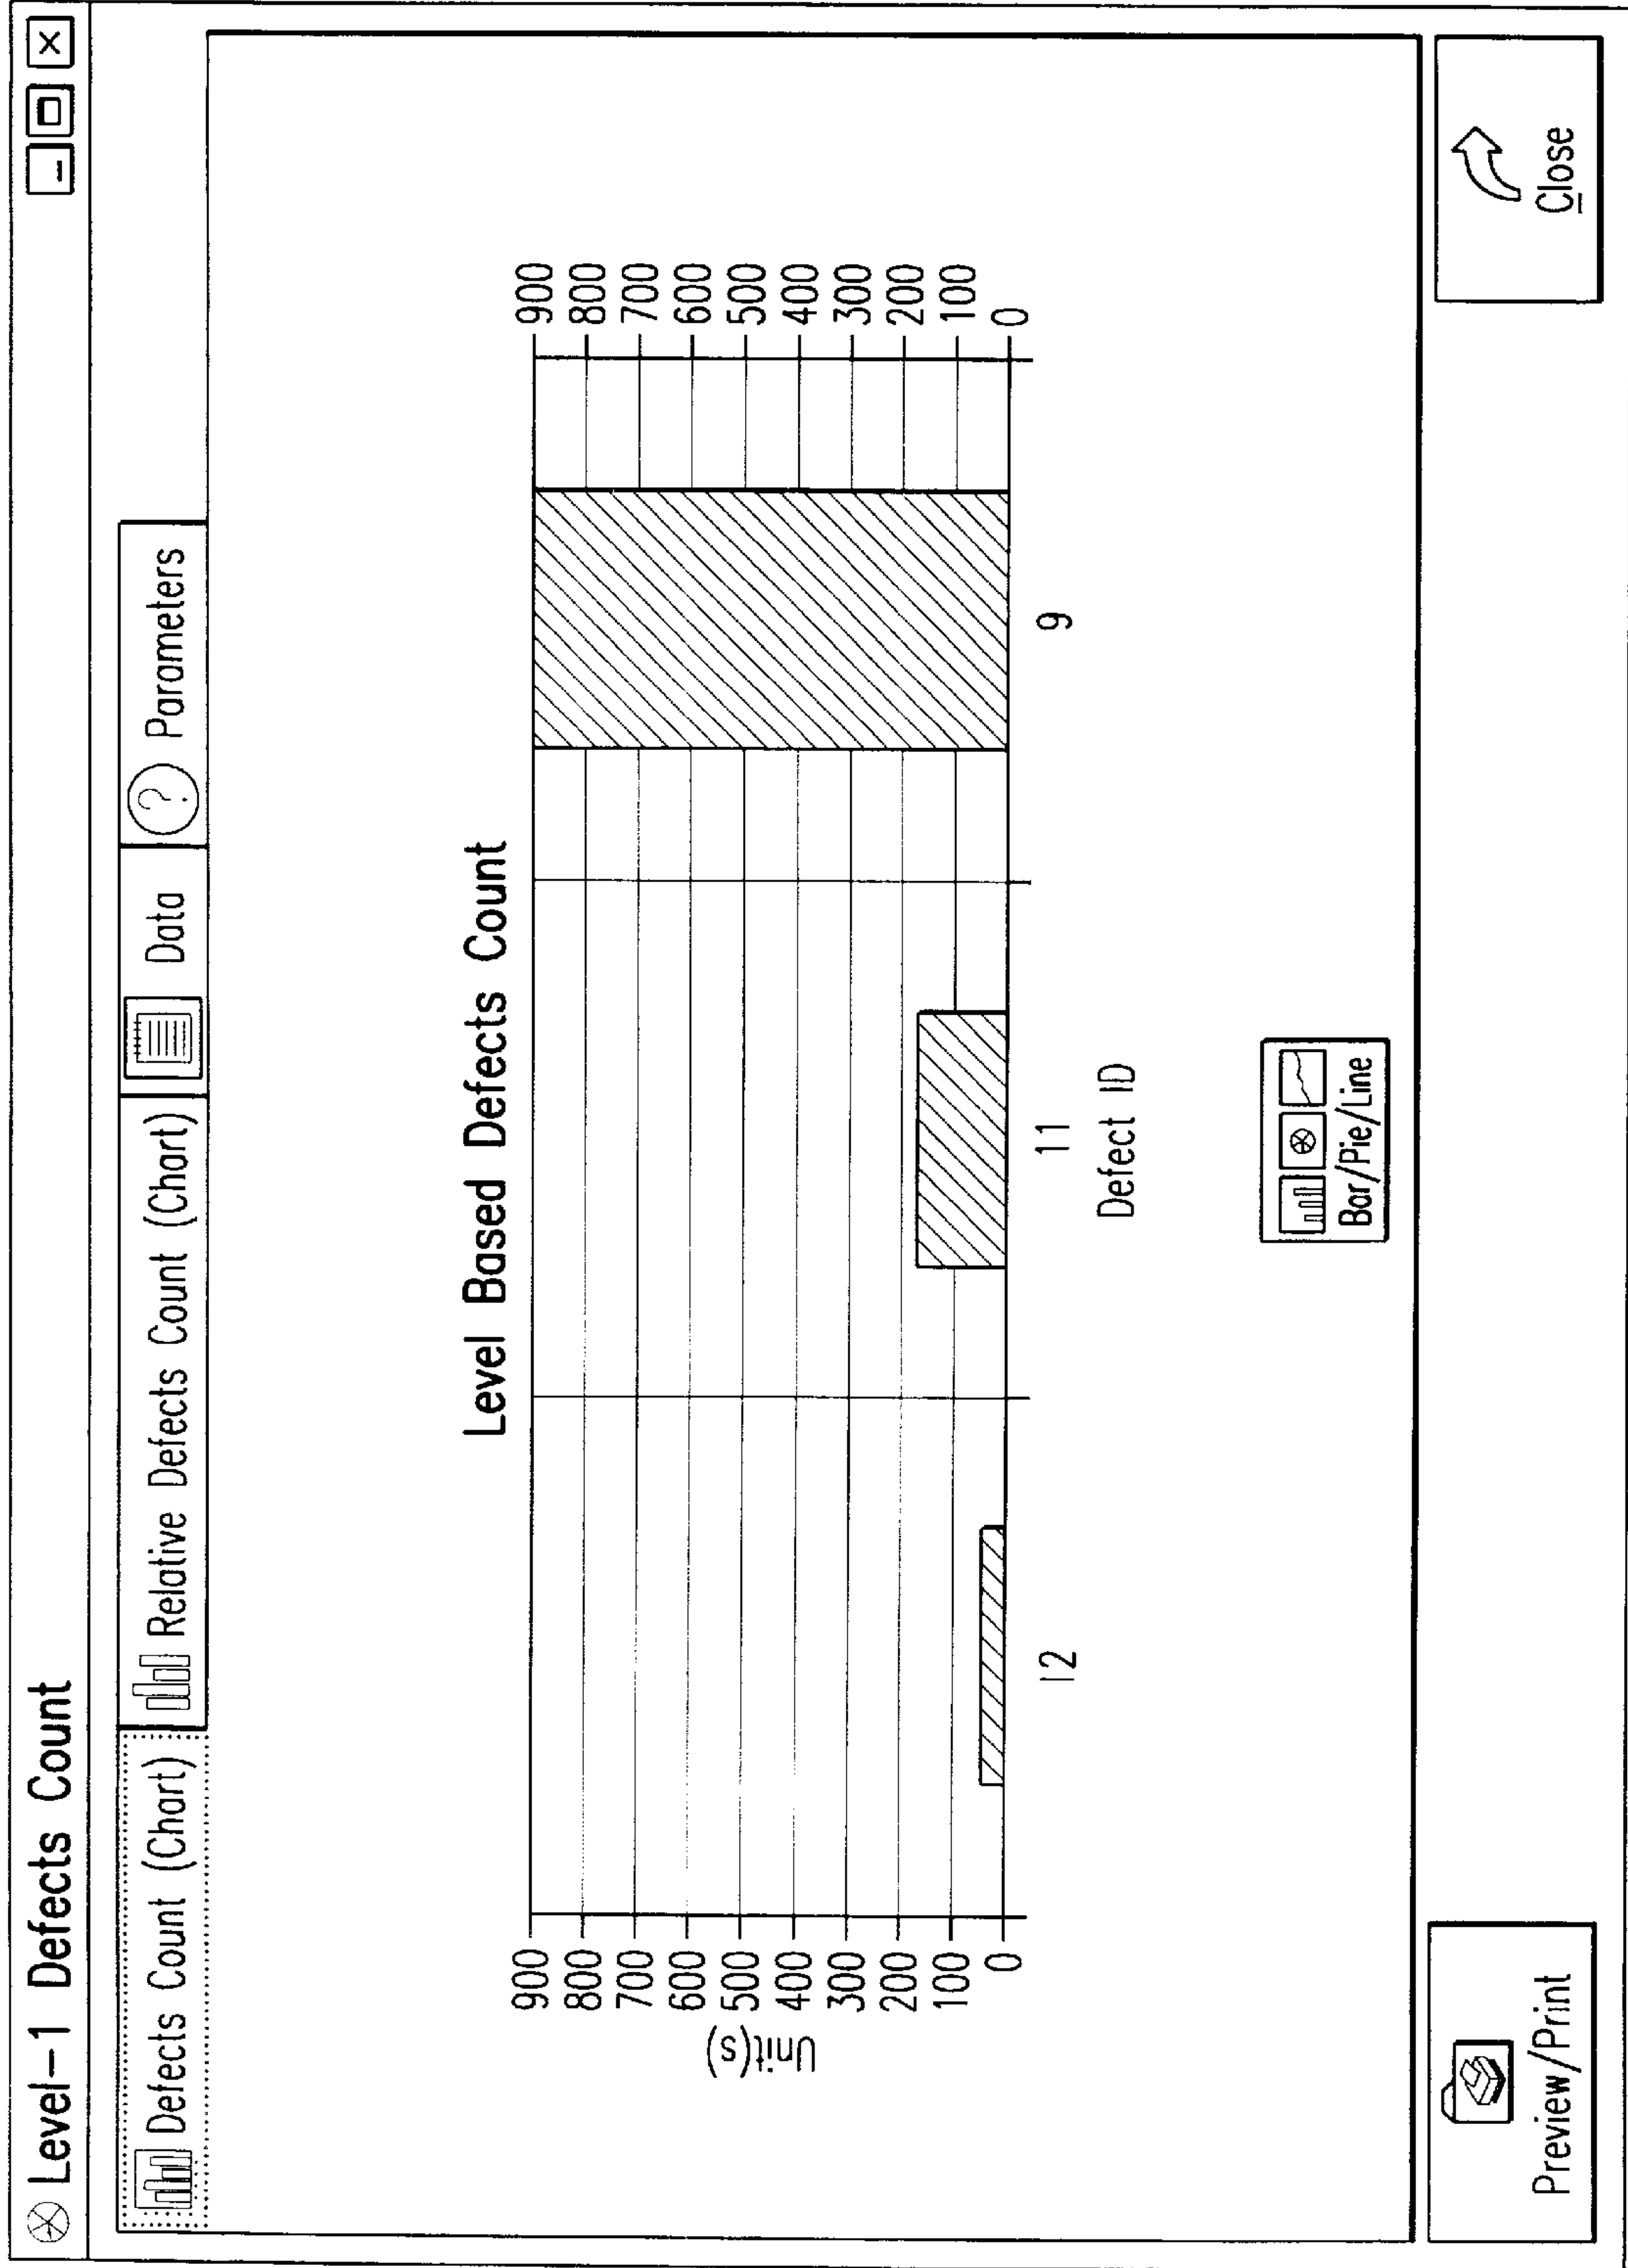 Level-1 Defects Count
Defects Count (Chart)
Relative Defects Count (Chart)
Data
? Parameters
Level Based Defects Count
900
800
700
600
500
400
300
200
100
0
Unit(s)
900
800
700
600
500
400
300
200
100
0
12
11
9
Defect ID
Bar/Pie/Line
Preview/Print
Close